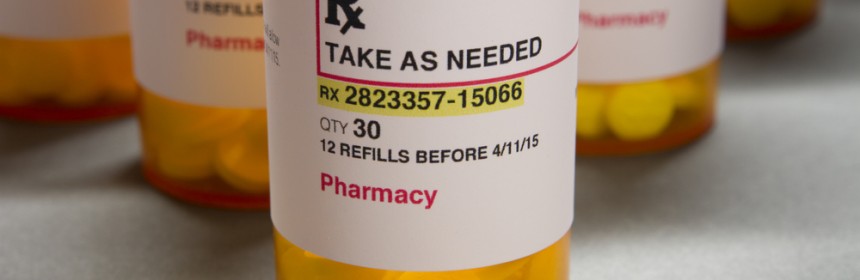 Rx
TAKE AS NEEDED
RX 2823357-15066
QTY 30
12 REFILLS BEFORE 4/11/15
Pharmacy
12 REFILLS
Pharma
Pharmacy